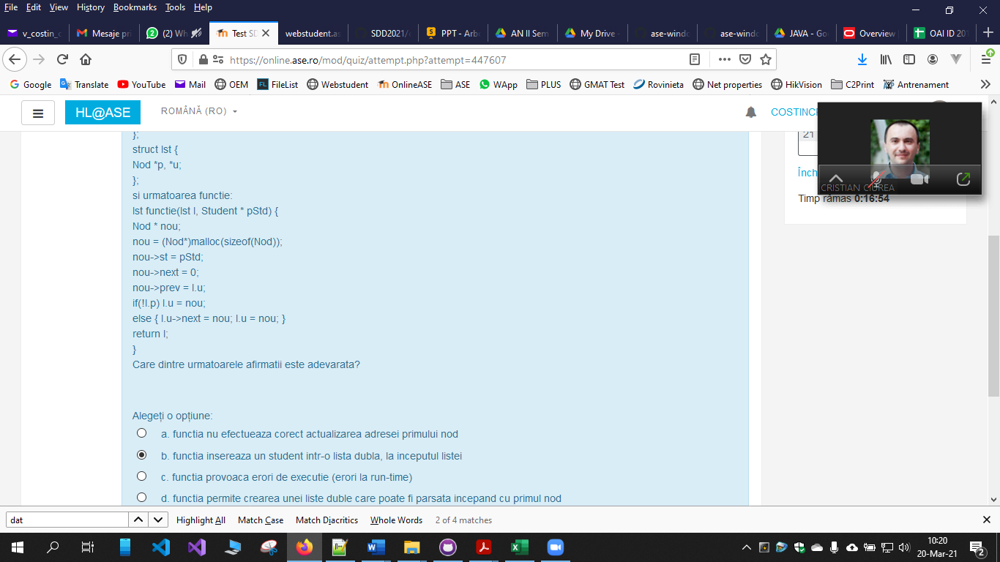 File Edit View History Bookmarks Tools Help
v_costin_c Mesaje pri (2) Wh Test SD webstudent.as SDD2021/c PPT - Arbo AN II Sem My Drive - ase-windo ase-windo JAVA - Goo Overview OAI ID 201
https://online.ase.ro/mod/quiz/attempt.php?attempt=447607
Google Translate YouTube Mail OEM FileList Webstudent OnlineASE ASE WApp PLUS GMAT Test Rovinieta Net properties HikVision C2Print Antrenament
HL@ASE ROMÂNĂ (RO) COSTINCR
};
struct lst {
Nod *p, *u;
};
si urmatoarea functie:
lst functie(lst l, Student * pStd) {
Nod * nou;
nou = (Nod*)malloc(sizeof(Nod));
nou->st = pStd;
nou->next = 0;
nou->prev = l.u;
if(!l.p) l.u = nou;
else { l.u->next = nou; l.u = nou; }
return l;
}
Care dintre urmatoarele afirmatii este adevarata?
Alegeți o opțiune:
a. functia nu efectueaza corect actualizarea adresei primului nod
b. functia insereaza un student intr-o lista dubla, la inceputul listei
c. functia provoaca erori de executie (erori la run-time)
d. functia permite crearea unei liste duble care poate fi parsata incepand cu primul nod
21
Înch
CRISTIAN CIUREA
Timp rămas 0:16:54
dat Highlight All Match Case Match Diacritics Whole Words 2 of 4 matches
10:20
20-Mar-21
2